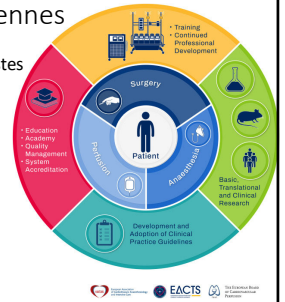 ennes
tes
• Training
• Continued
Professional
Development
Surgery
• Education
• Academy
• Quality
Management
• System
Accreditation
Perfusion
Patient
Anaesthesia
Basic,
Translational
and Clinical
Research
Development and
Adoption of Clinical
Practice Guidelines
EACTS
THE EUROPEAN BOARD
OF CARDIOVASCULAR
PERFUSION